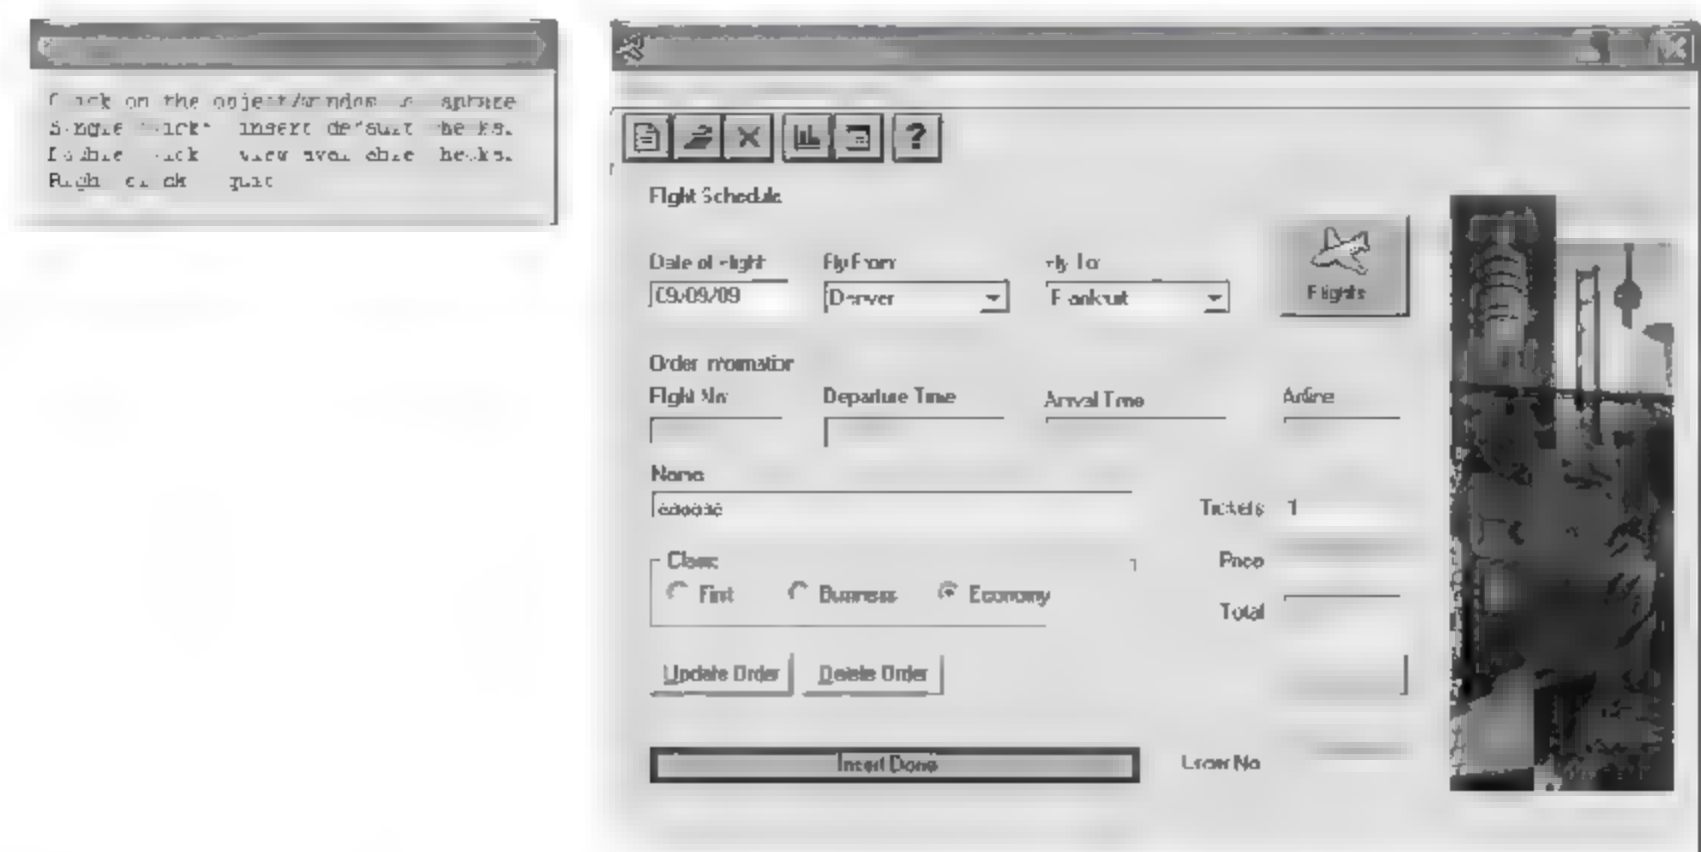 Click on the object/window to capture
Single click: insert default checks.
Double click: view available checks.
Right click: quit
?
Flight Schedule
Date of Flight Fly From Fly To
09/09/09 Denver Frankfurt Flights
Order Information
Flight No Departure Time Arrival Time Airline
Name
Tickets 1
Class Price
First Business Economy
Total
Update Order Delete Order
Insert Done Order No